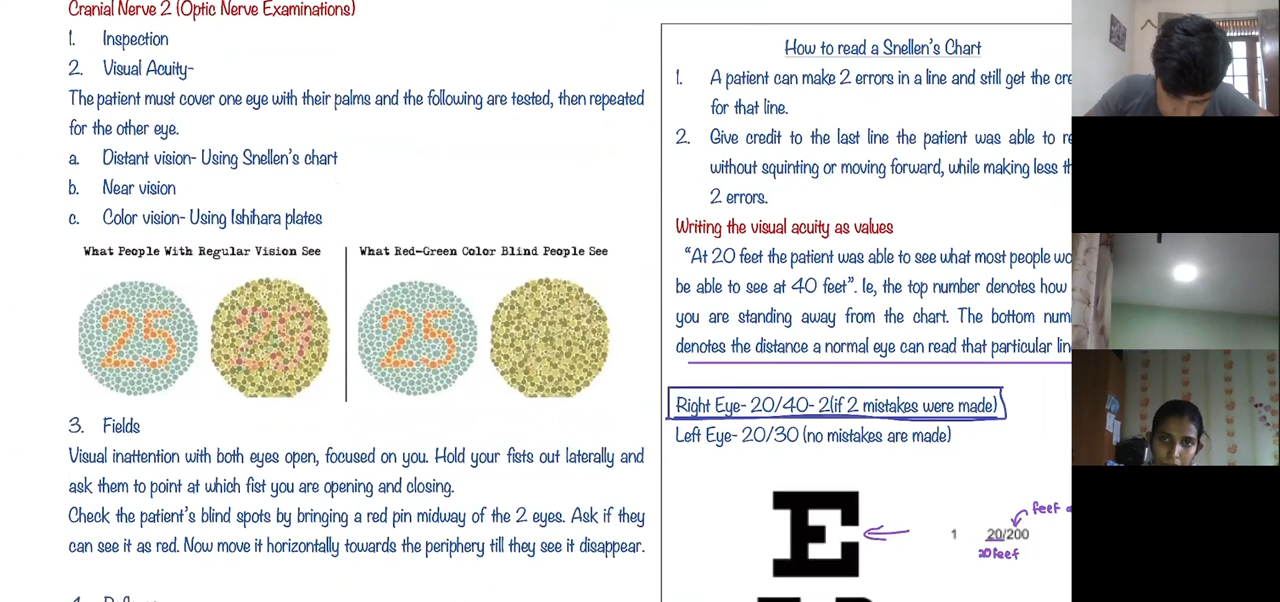 Cranial Nerve 2 (Optic Nerve Examinations)
1. Inspection
2. Visual Acuity-
The patient must cover one eye with their palms and the following are tested, then repeated
for the other eye.
a. Distant vision- Using Snellen's chart
b. Near vision
c. Color vision- Using Ishihara plates
What People With Regular Vision See
What Red-Green Color Blind People See
25
29
25
3. Fields
Visual inattention with both eyes open, focused on you. Hold your fists out laterally and
ask them to point at which fist you are opening and closing.
Check the patient's blind spots by bringing a red pin midway of the 2 eyes. Ask if they
can see it as red. Now move it horizontally towards the periphery till they see it disappear.
How to read a Snellen's Chart
1. A patient can make 2 errors in a line and still get the cre
for that line.
2. Give credit to the last line the patient was able to re
without squinting or moving forward, while making less th
2 errors.
Writing the visual acuity as values
"At 20 feet the patient was able to see what most people wo
be able to see at 40 feet". Ie, the top number denotes how
you are standing away from the chart. The bottom num
denotes the distance a normal eye can read that particular lin
Right Eye- 20/40- 2(if 2 mistakes were made)
Left Eye- 20/30 (no mistakes are made)
E 1 20/200
feet
20 feet